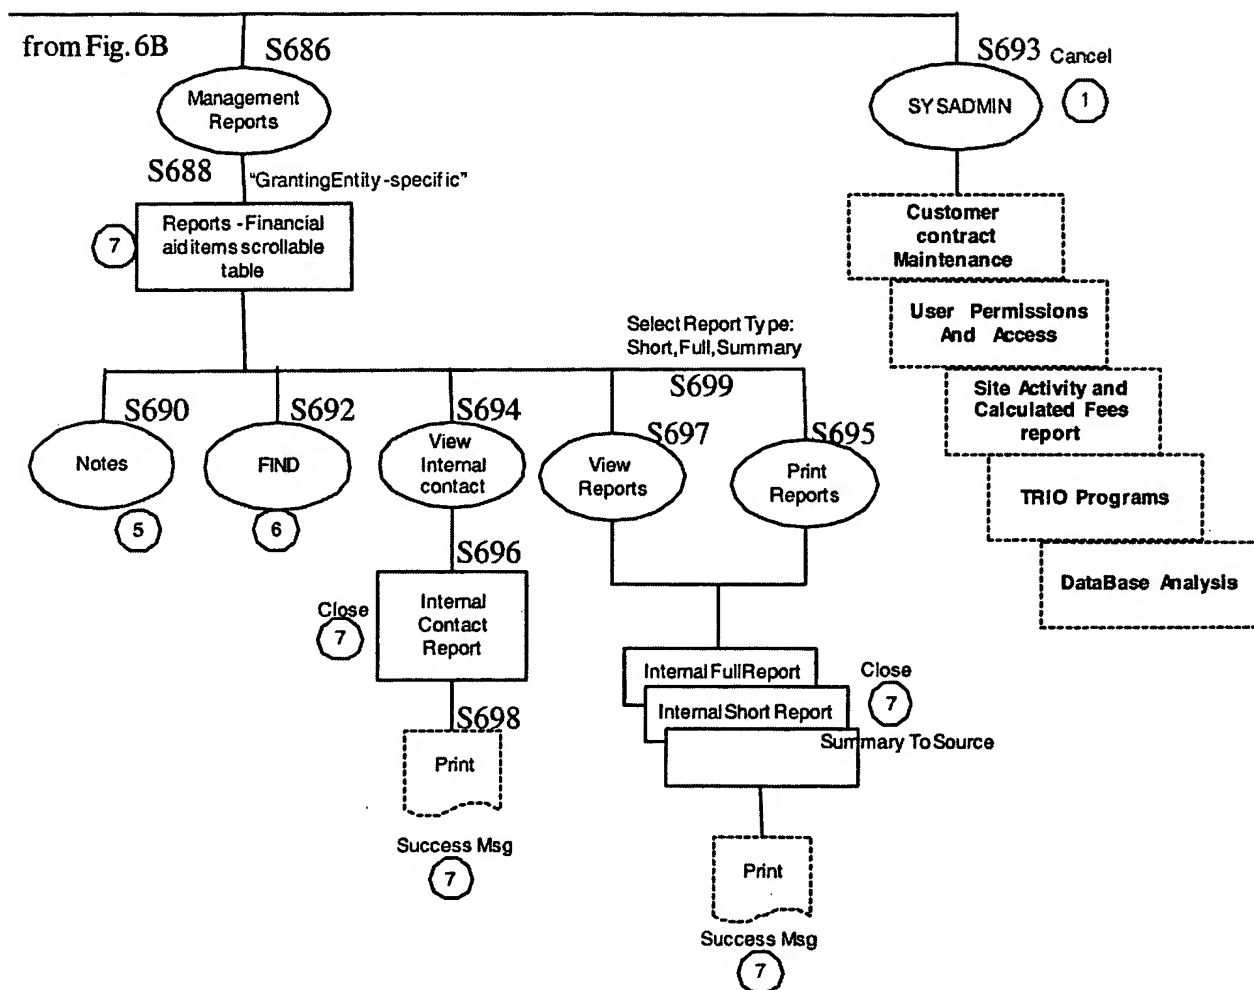 from Fig. 6B
S686
S693 Cancel
Management
Reports
SYSADMIN
1
S688
"GrantingEntity-specific"
Reports - Financial
aid items scrollable
table
7
Customer
contract
Maintenance
User Permissions
And Access
Site Activity and
Calculated Fees
report
TRIO Programs
DataBase Analysis
Select Report Type:
Short, Full, Summary
S699
S690
S692
S694
S697
S695
Notes
FIND
View
Internal
contact
View
Reports
Print
Reports
5
6
S696
Close
7
Internal
Contact
Report
Internal Full Report
Internal Short Report
Close
7
Summary To Source
S698
Print
Success Msg
7
Print
Success Msg
7